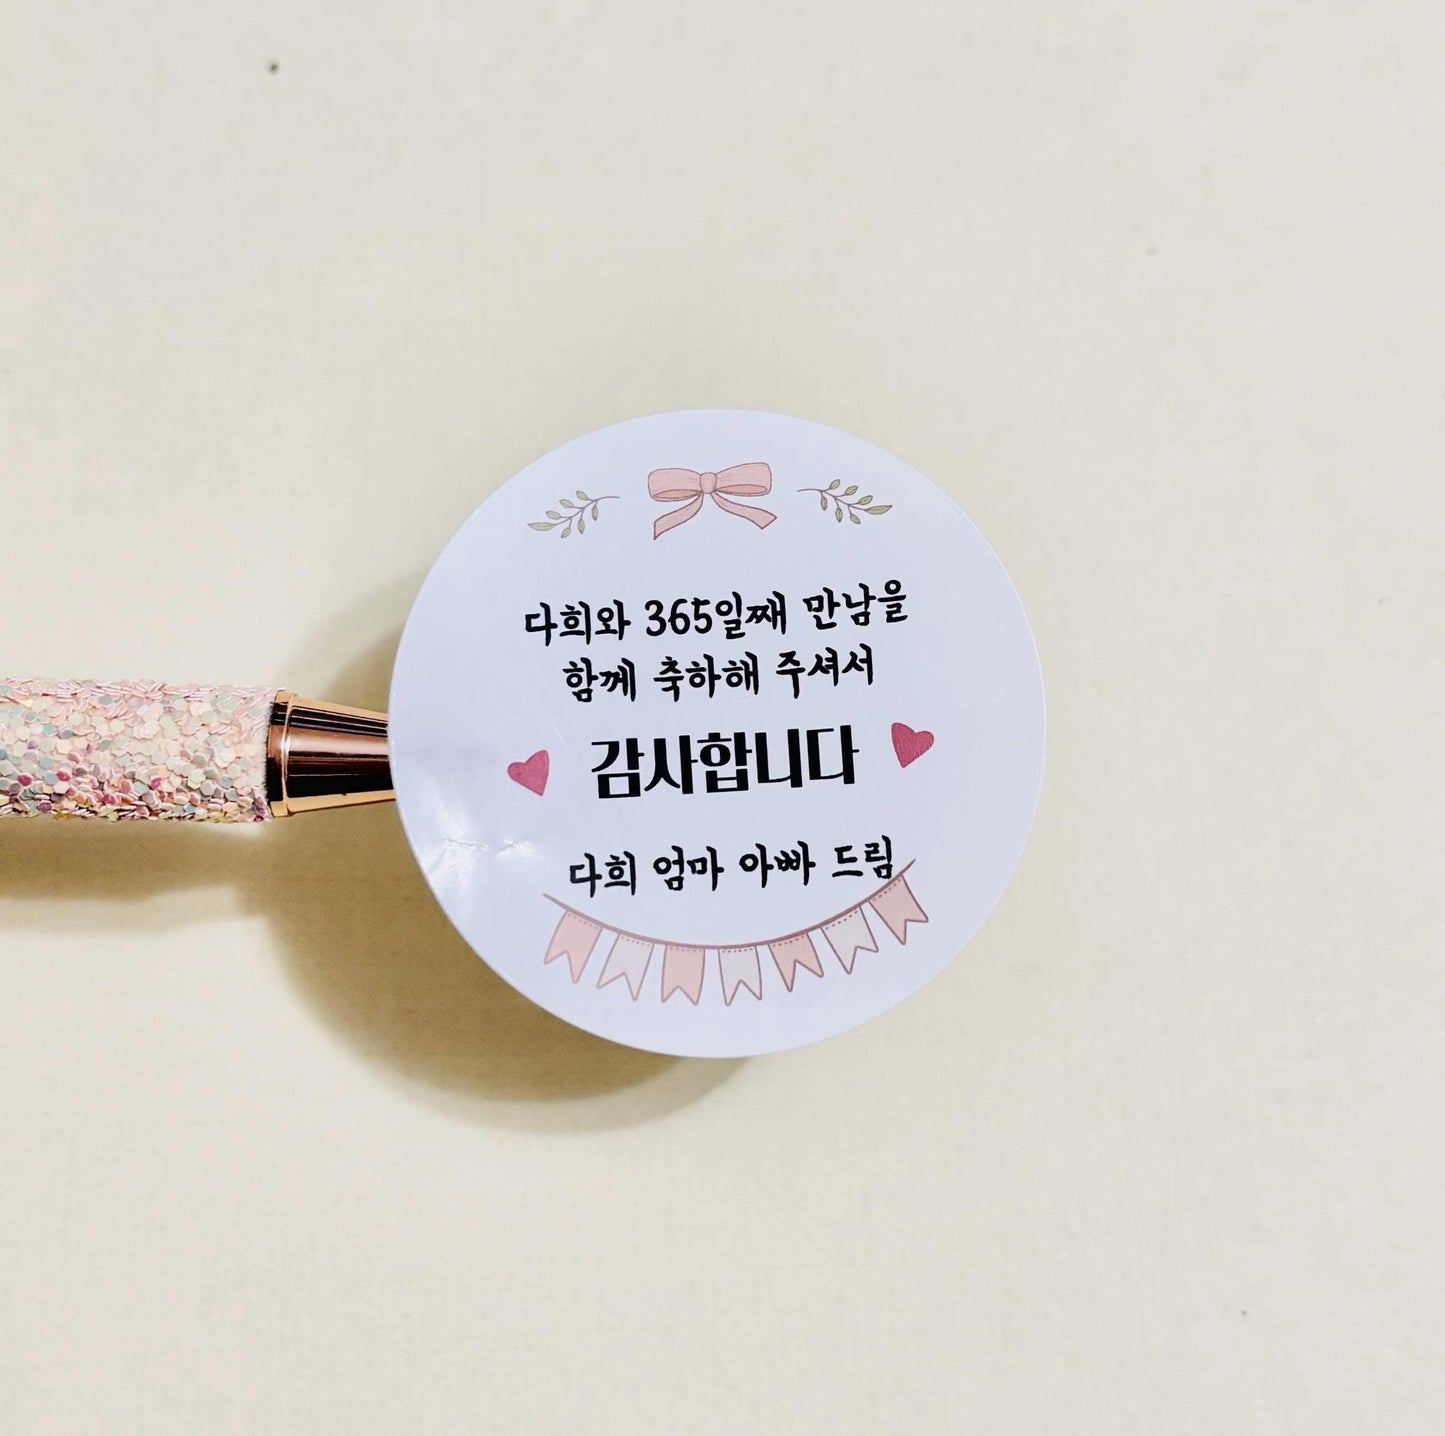 다희와 365일째 만남을
함께 축하해 주셔서
감사합니다
다희 엄마 아빠 드림